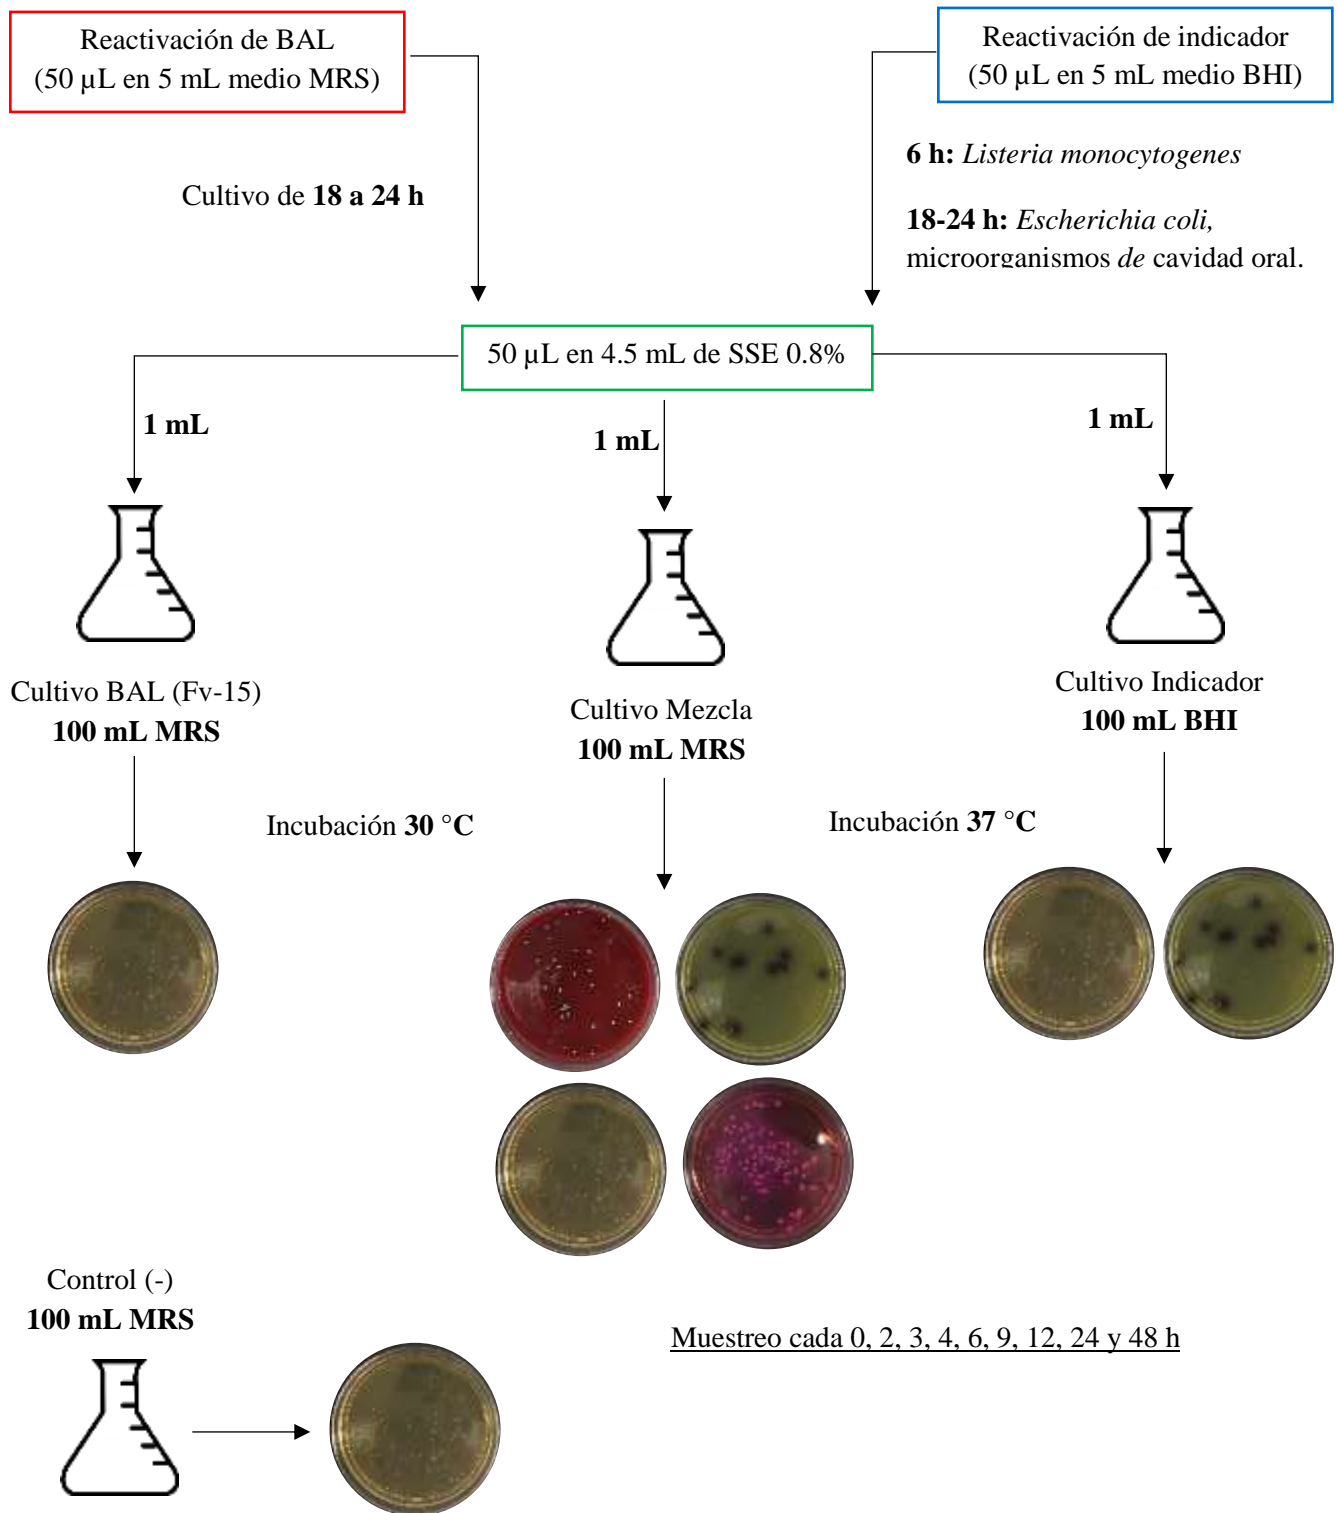 Reactivación de BAL
(50 µL en 5 mL medio MRS)
Reactivación de indicador
(50 µL en 5 mL medio BHI)
6 h: Listeria monocytogenes
Cultivo de 18 a 24 h
18-24 h: Escherichia coli,
microorganismos de cavidad oral.
50 µL en 4.5 mL de SSE 0.8%
1 mL
1 mL
1 mL
Cultivo BAL (Fv-15)
100 mL MRS
Cultivo Mezcla
100 mL MRS
Cultivo Indicador
100 mL BHI
Incubación 30 °C
Incubación 37 °C
Control (-)
100 mL MRS
Muestreo cada 0, 2, 3, 4, 6, 9, 12, 24 y 48 h